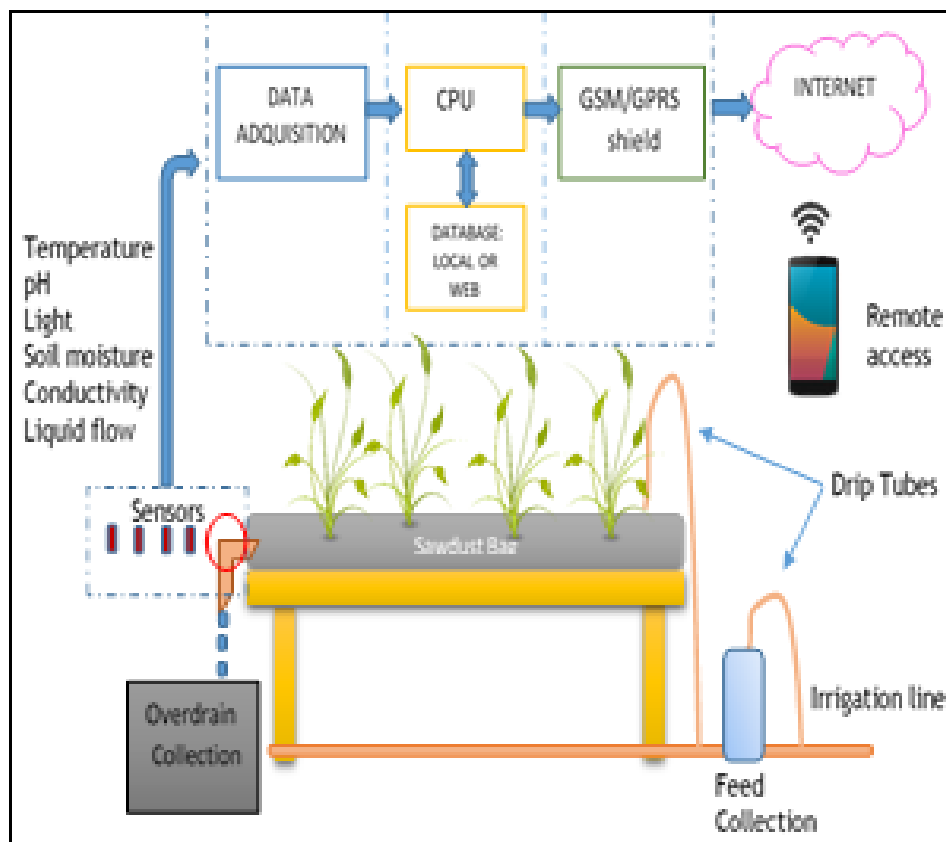 DATA
ADQUISITION
CPU
GSM/GPRS
shield
INTERNET
DATABASE:
LOCAL OR
WEB
Temperature
pH
Light
Soil moisture
Conductivity
Liquid flow
Remote
access
Sensors
Drip Tubes
Sawdust Bag
Overdrain
Collection
Irrigation line
Feed
Collection